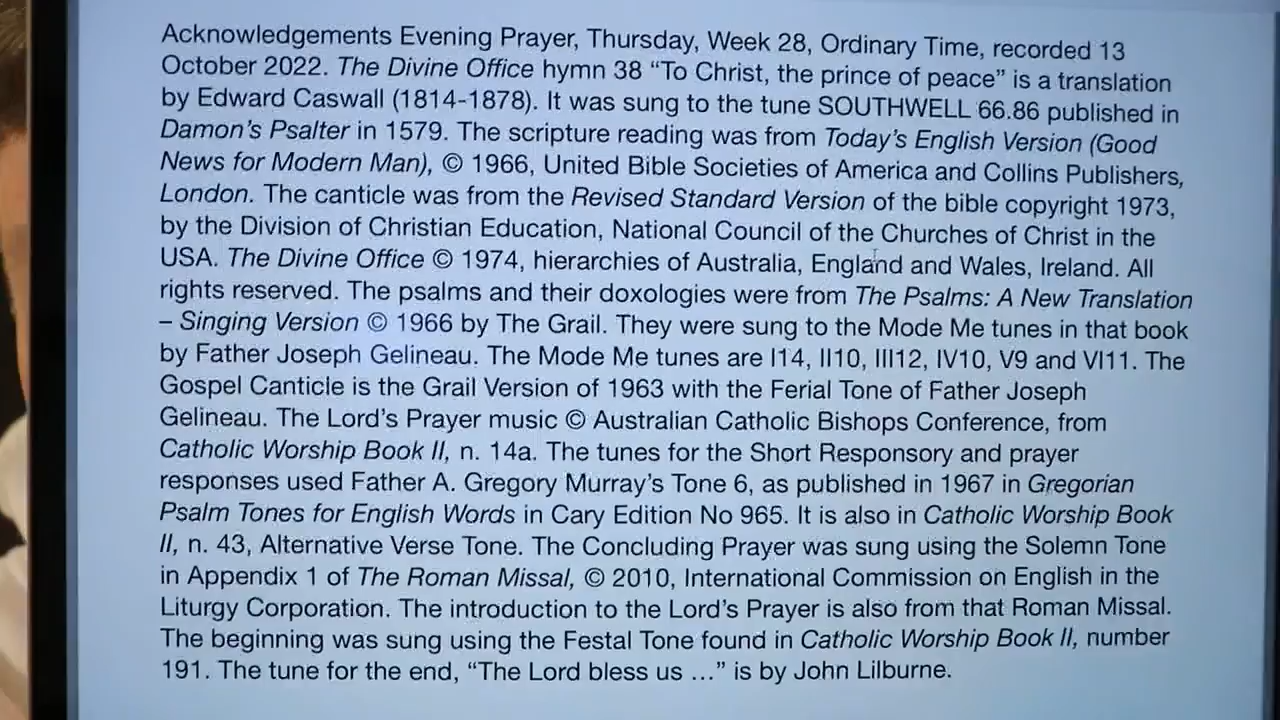 Acknowledgements Evening Prayer, Thursday, Week 28, Ordinary Time, recorded 13
October 2022. The Divine Office hymn 38 “To Christ, the prince of peace” is a translation
by Edward Caswall (1814-1878). It was sung to the tune SOUTHWELL 66.86 published in
Damon’s Psalter in 1579. The scripture reading was from Today’s English Version (Good
News for Modern Man), © 1966, United Bible Societies of America and Collins Publishers,
London. The canticle was from the Revised Standard Version of the bible copyright 1973,
by the Division of Christian Education, National Council of the Churches of Christ in the
USA. The Divine Office © 1974, hierarchies of Australia, England and Wales, Ireland. All
rights reserved. The psalms and their doxologies were from The Psalms: A New Translation
– Singing Version © 1966 by The Grail. They were sung to the Mode Me tunes in that book
by Father Joseph Gelineau. The Mode Me tunes are I14, II10, III12, IV10, V9 and VI11. The
Gospel Canticle is the Grail Version of 1963 with the Ferial Tone of Father Joseph
Gelineau. The Lord’s Prayer music © Australian Catholic Bishops Conference, from
Catholic Worship Book II, n. 14a. The tunes for the Short Responsory and prayer
responses used Father A. Gregory Murray’s Tone 6, as published in 1967 in Gregorian
Psalm Tones for English Words in Cary Edition No 965. It is also in Catholic Worship Book
II, n. 43, Alternative Verse Tone. The Concluding Prayer was sung using the Solemn Tone
in Appendix 1 of The Roman Missal, © 2010, International Commission on English in the
Liturgy Corporation. The introduction to the Lord’s Prayer is also from that Roman Missal.
The beginning was sung using the Festal Tone found in Catholic Worship Book II, number
191. The tune for the end, “The Lord bless us …” is by John Lilburne.